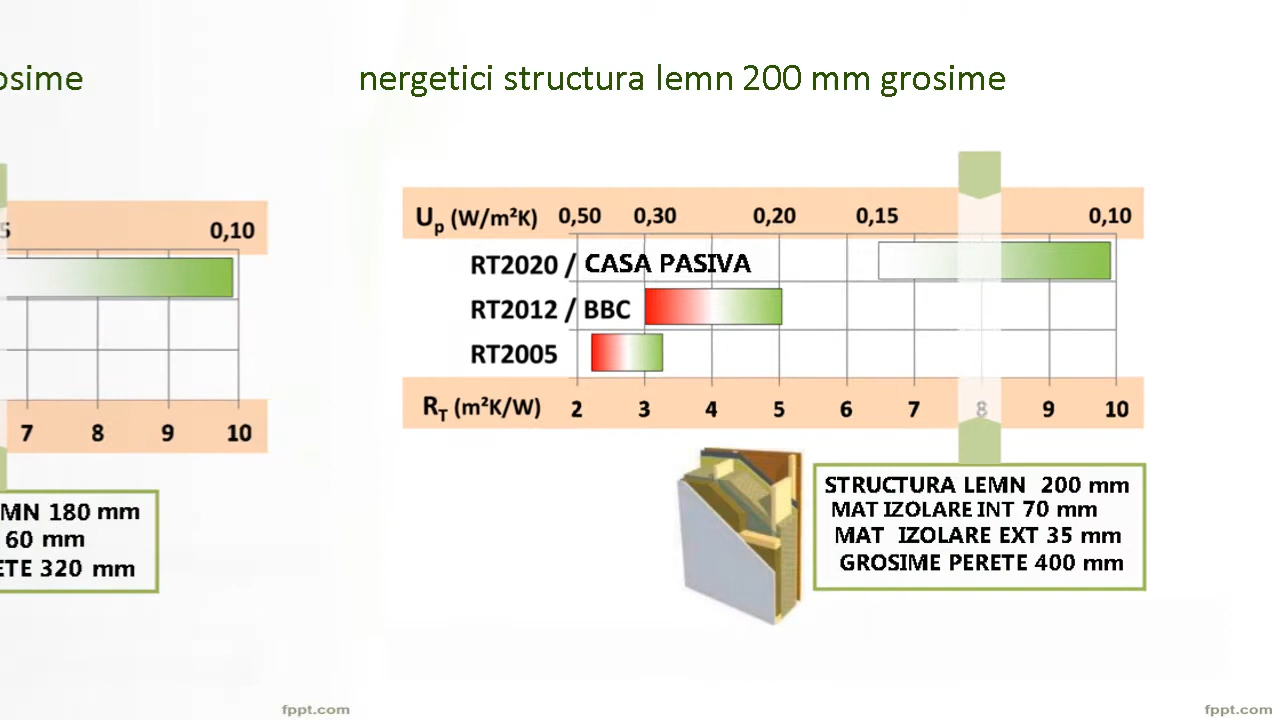 osime
nergetici structura lemn 200 mm grosime
5 0,10
7 8 9 10
EMN 180 mm
60 mm
ETE 320 mm
fppt.com
Up (W/m²K) 0,50 0,30 0,20 0,15 0,10
RT2020 / CASA PASIVA
RT2012 / BBC
RT2005
RT (m²K/W) 2 3 4 5 6 7 8 9 10
STRUCTURA LEMN 200 mm
MAT IZOLARE INT 70 mm
MAT IZOLARE EXT 35 mm
GROSIME PERETE 400 mm
fppt.com